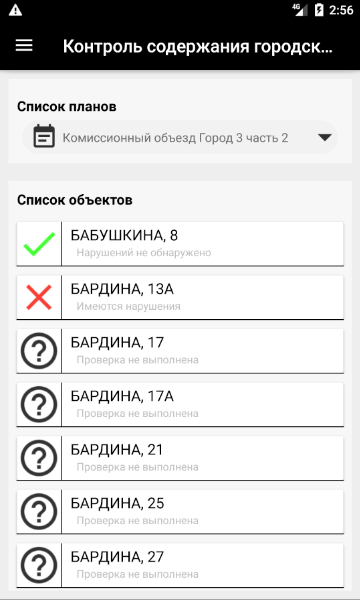 4G 2:56
Контроль содержания городск...
Список планов
Комиссионный объезд Город 3 часть 2
Список объектов
БАБУШКИНА, 8
Нарушений не обнаружено
БАРДИНА, 13А
Имеются нарушения
БАРДИНА, 17
Проверка не выполнена
БАРДИНА, 17А
Проверка не выполнена
БАРДИНА, 21
Проверка не выполнена
БАРДИНА, 25
Проверка не выполнена
БАРДИНА, 27
Проверка не выполнена